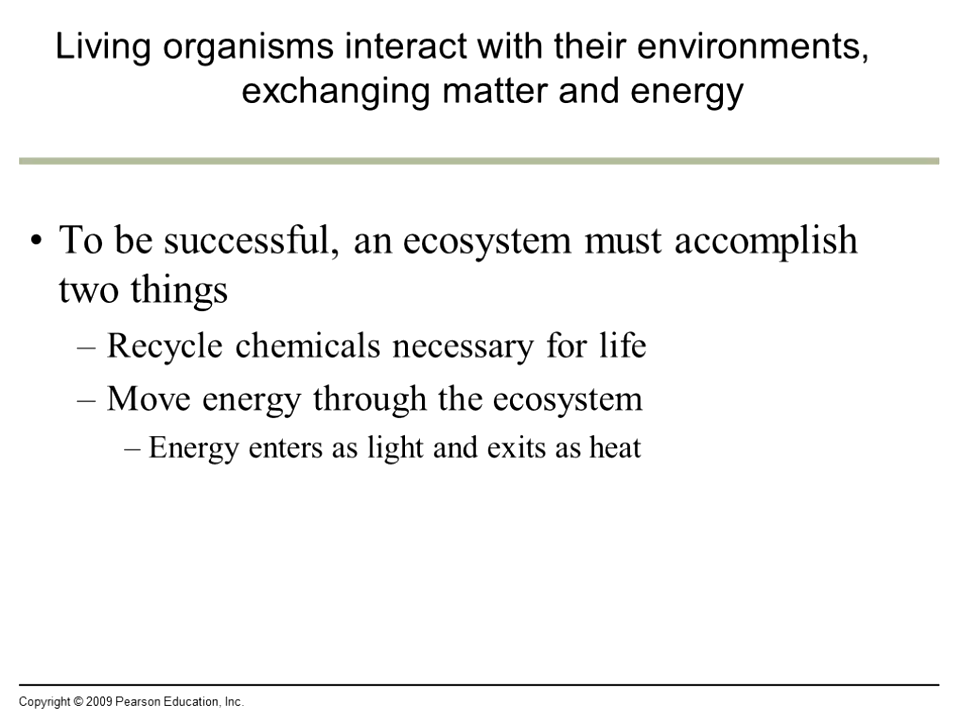 Living organisms interact with their environments,
exchanging matter and energy
• To be successful, an ecosystem must accomplish
two things
– Recycle chemicals necessary for life
– Move energy through the ecosystem
– Energy enters as light and exits as heat
Copyright © 2009 Pearson Education, Inc.